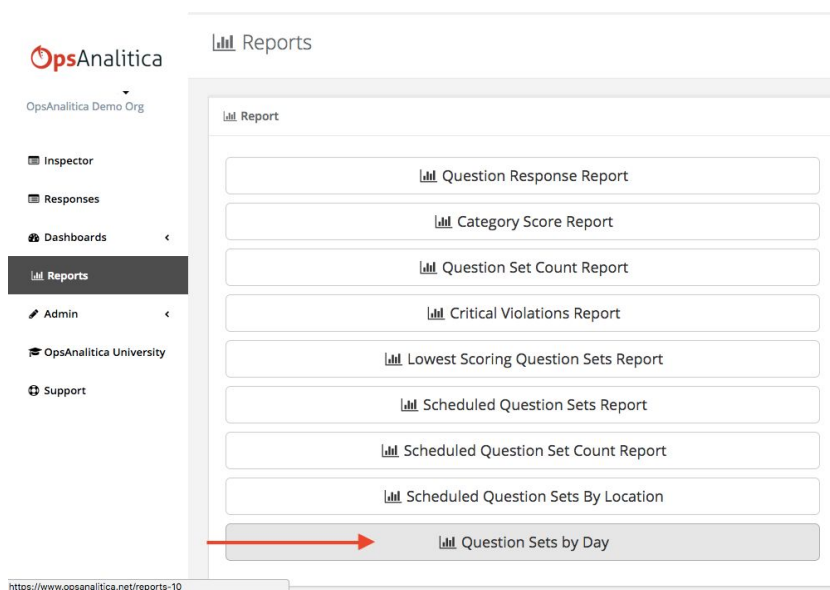 OpsAnalitica
OpsAnalitica Demo Org
Inspector
Responses
Dashboards
Reports
Admin
OpsAnalitica University
Support
Reports
Report
Question Response Report
Category Score Report
Question Set Count Report
Critical Violations Report
Lowest Scoring Question Sets Report
Scheduled Question Sets Report
Scheduled Question Set Count Report
Scheduled Question Sets By Location
Question Sets by Day
https://www.opsanalitica.net/reports-10